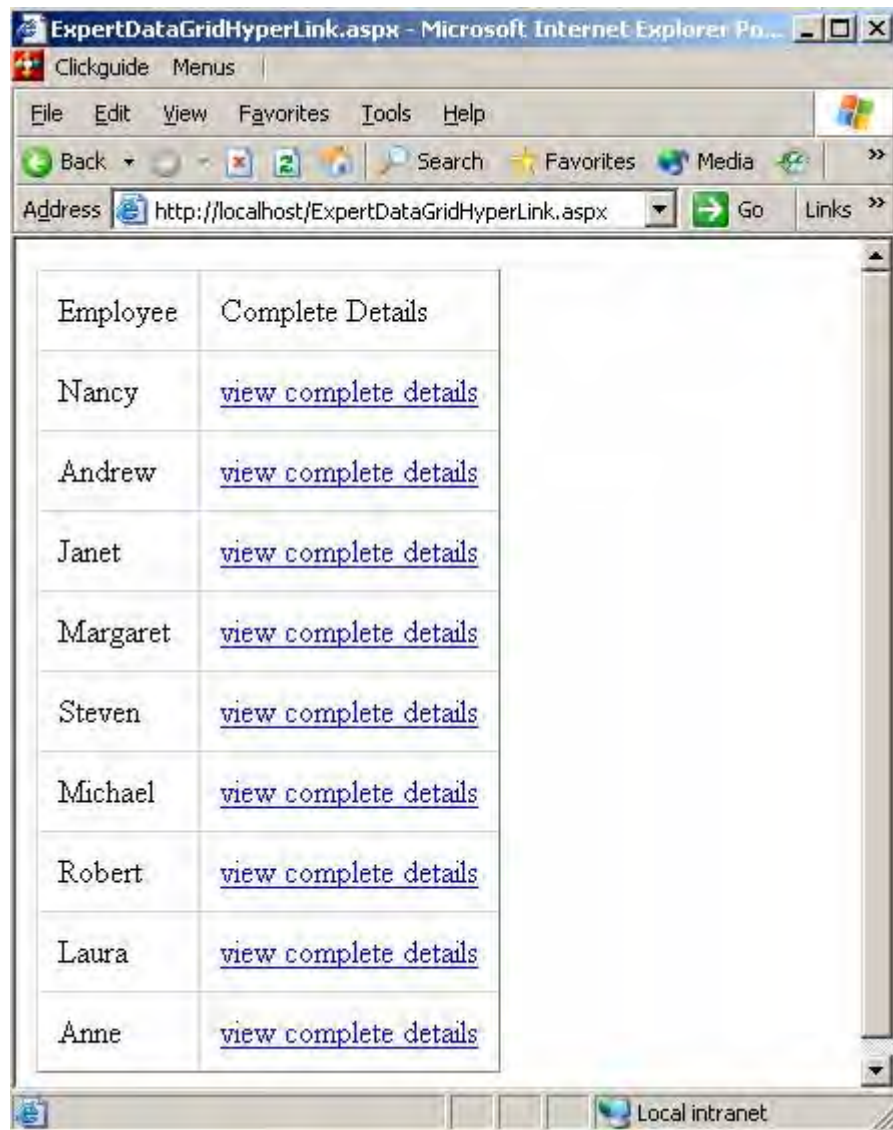 ExpertDataGridHyperLink.aspx - Microsoft Internet Explorer Po...
Clickguide Menus
File Edit View Favorites Tools Help
Back Search Favorites Media »
Address http://localhost/ExpertDataGridHyperLink.aspx Go Links »
Employee Complete Details
Nancy view complete details
Andrew view complete details
Janet view complete details
Margaret view complete details
Steven view complete details
Michael view complete details
Robert view complete details
Laura view complete details
Anne view complete details
Local intranet